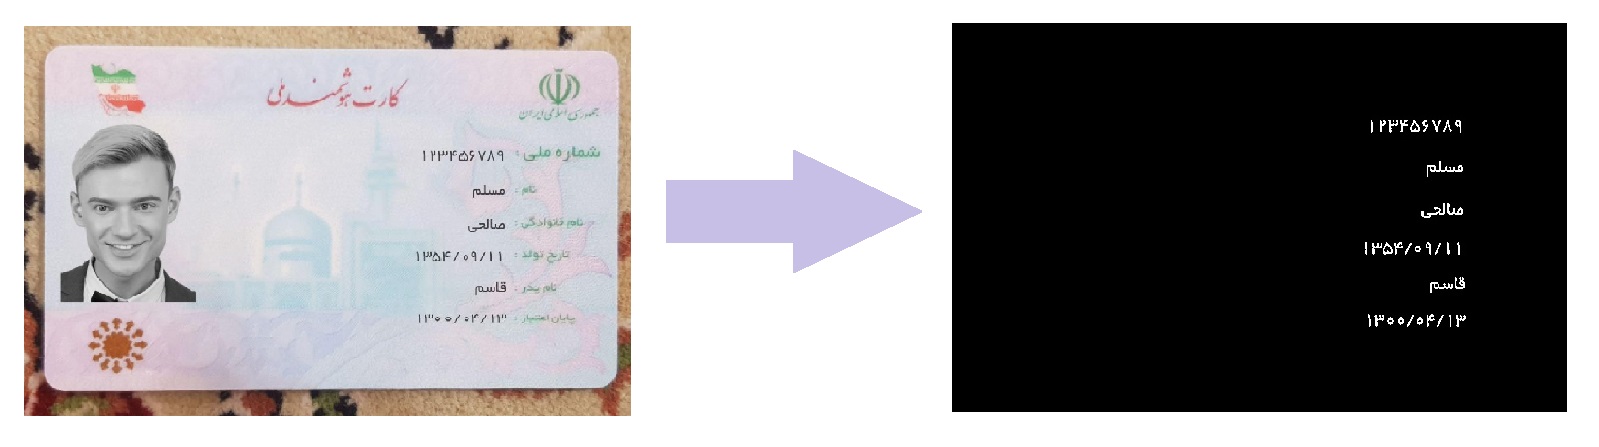 کارت هوشمند ملی
جمهوری اسلامی ایران
شماره ملی : ۱۲۳۴۵۶۷۸۹
نام : مسلم
نام خانوادگی : صالحی
تاریخ تولد : ۱۳۵۴/۰۹/۱۱
نام پدر : قاسم
پایان اعتبار : ۱۳۰۰/۰۴/۱۳
۱۲۳۴۵۶۷۸۹
مسلم
صالحی
۱۳۵۴/۰۹/۱۱
قاسم
۱۳۰۰/۰۴/۱۳